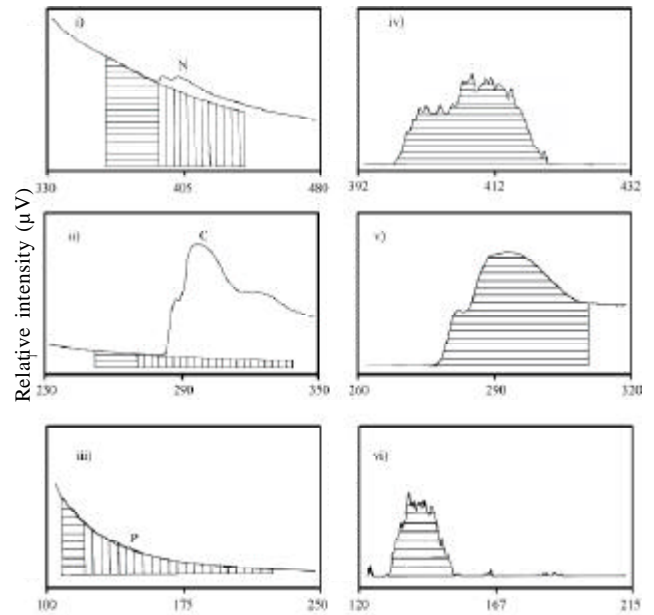 Relative intensity (µV)
i)
N
330 405 480
iv)
392 412 432
ii)
C
230 290 350
v)
260 290 320
iii)
P
100 175 250
vi)
120 167 215